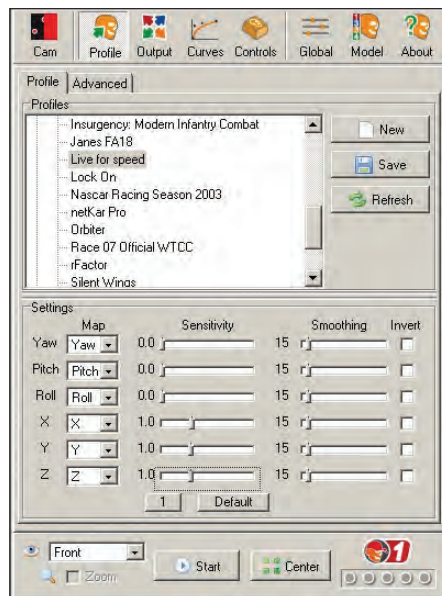 Cam Profile Output Curves Controls Global Model About
Profile Advanced
Profiles
Insurgency: Modern Infantry Combat
Janes FA18
Live for speed
Lock On
Nascar Racing Season 2003
netKar Pro
Orbiter
Race 07 Official WTCC
rFactor
Silent Wings
New
Save
Refresh
Settings
Map Sensitivity Smoothing Invert
Yaw Yaw 0.0 15
Pitch Pitch 0.0 15
Roll Roll 0.0 15
X X 1.0 15
Y Y 1.0 15
Z Z 1.0 15
1 Default
Front
Zoom
Start
Center
1